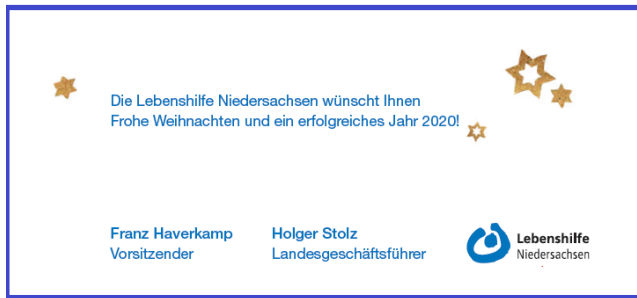 Die Lebenshilfe Niedersachsen wünscht Ihnen
Frohe Weihnachten und ein erfolgreiches Jahr 2020!
Franz Haverkamp
Vorsitzender
Holger Stolz
Landesgeschäftsführer
Lebenshilfe
Niedersachsen